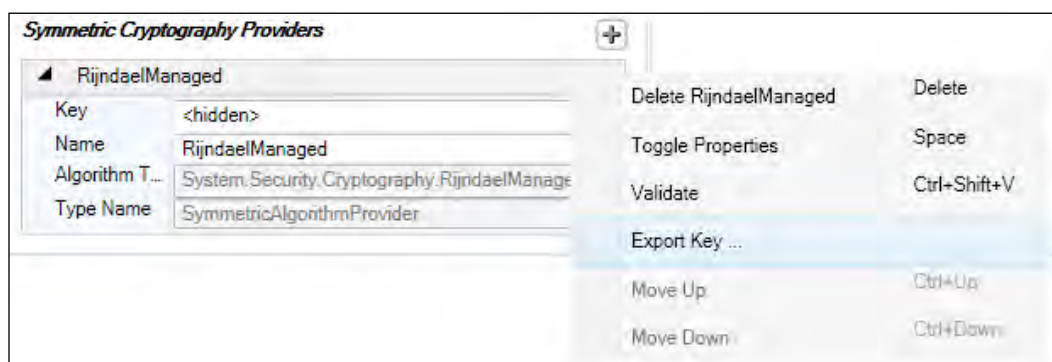 Symmetric Cryptography Providers
RijndaelManaged
Key <hidden>
Name RijndaelManaged
Algorithm T... System.Security.Cryptography.RijndaelManage
Type Name SymmetricAlgorithmProvider
Delete RijndaelManaged Delete
Toggle Properties Space
Validate Ctrl+Shift+V
Export Key ...
Move Up Ctrl+Up
Move Down Ctrl+Down